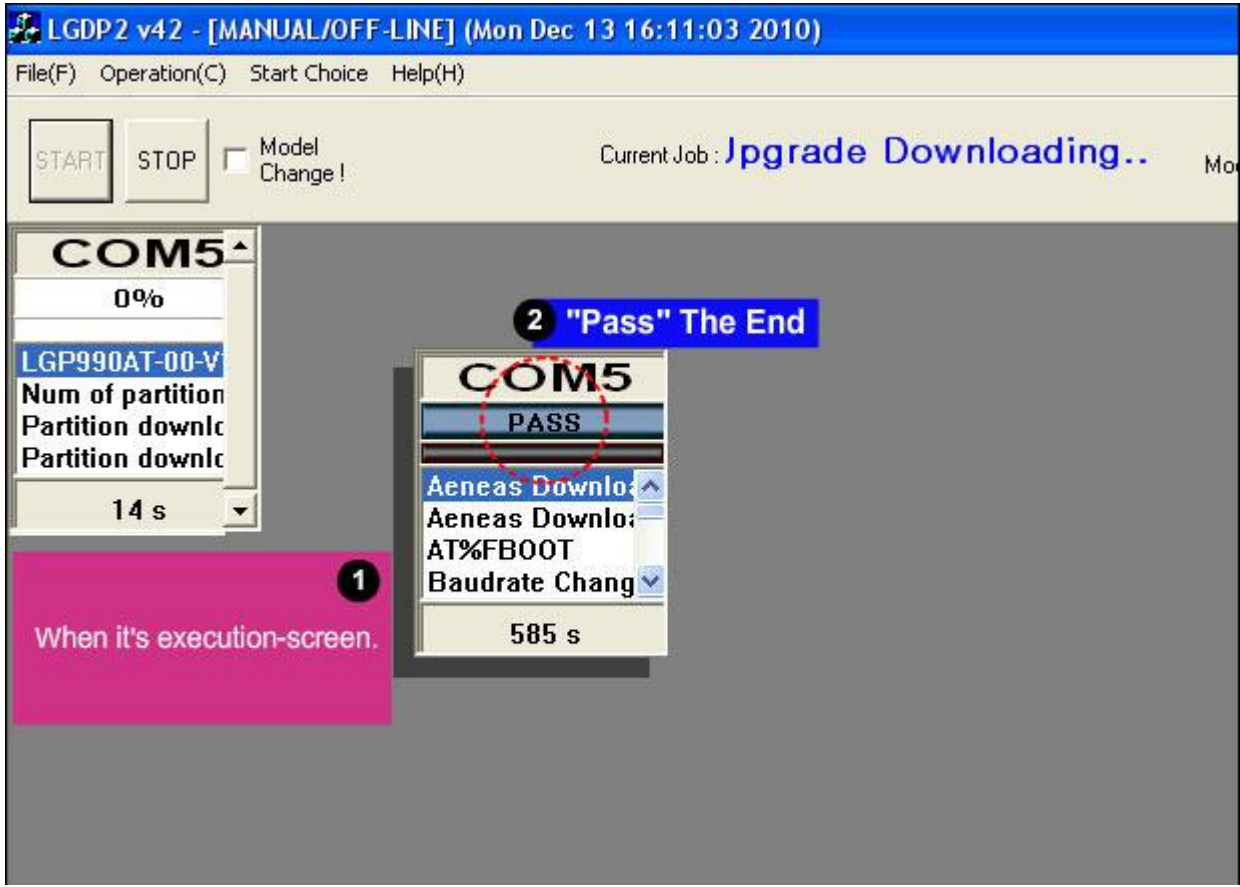 LGDP2 v42 - [MANUAL/OFF-LINE] (Mon Dec 13 16:11:03 2010)
File(F) Operation(C) Start Choice Help(H)
START STOP Model Change !
Current Job : Upgrade Downloading..
COM5
0%
LGP990AT-00-V
Num of partition
Partition downlo
Partition downlo
14 s
1
When it's execution-screen.
2 "Pass" The End
COM5
PASS
Aeneas Downloa
Aeneas Downloa
AT%FBOOT
Baudrate Chang
585 s